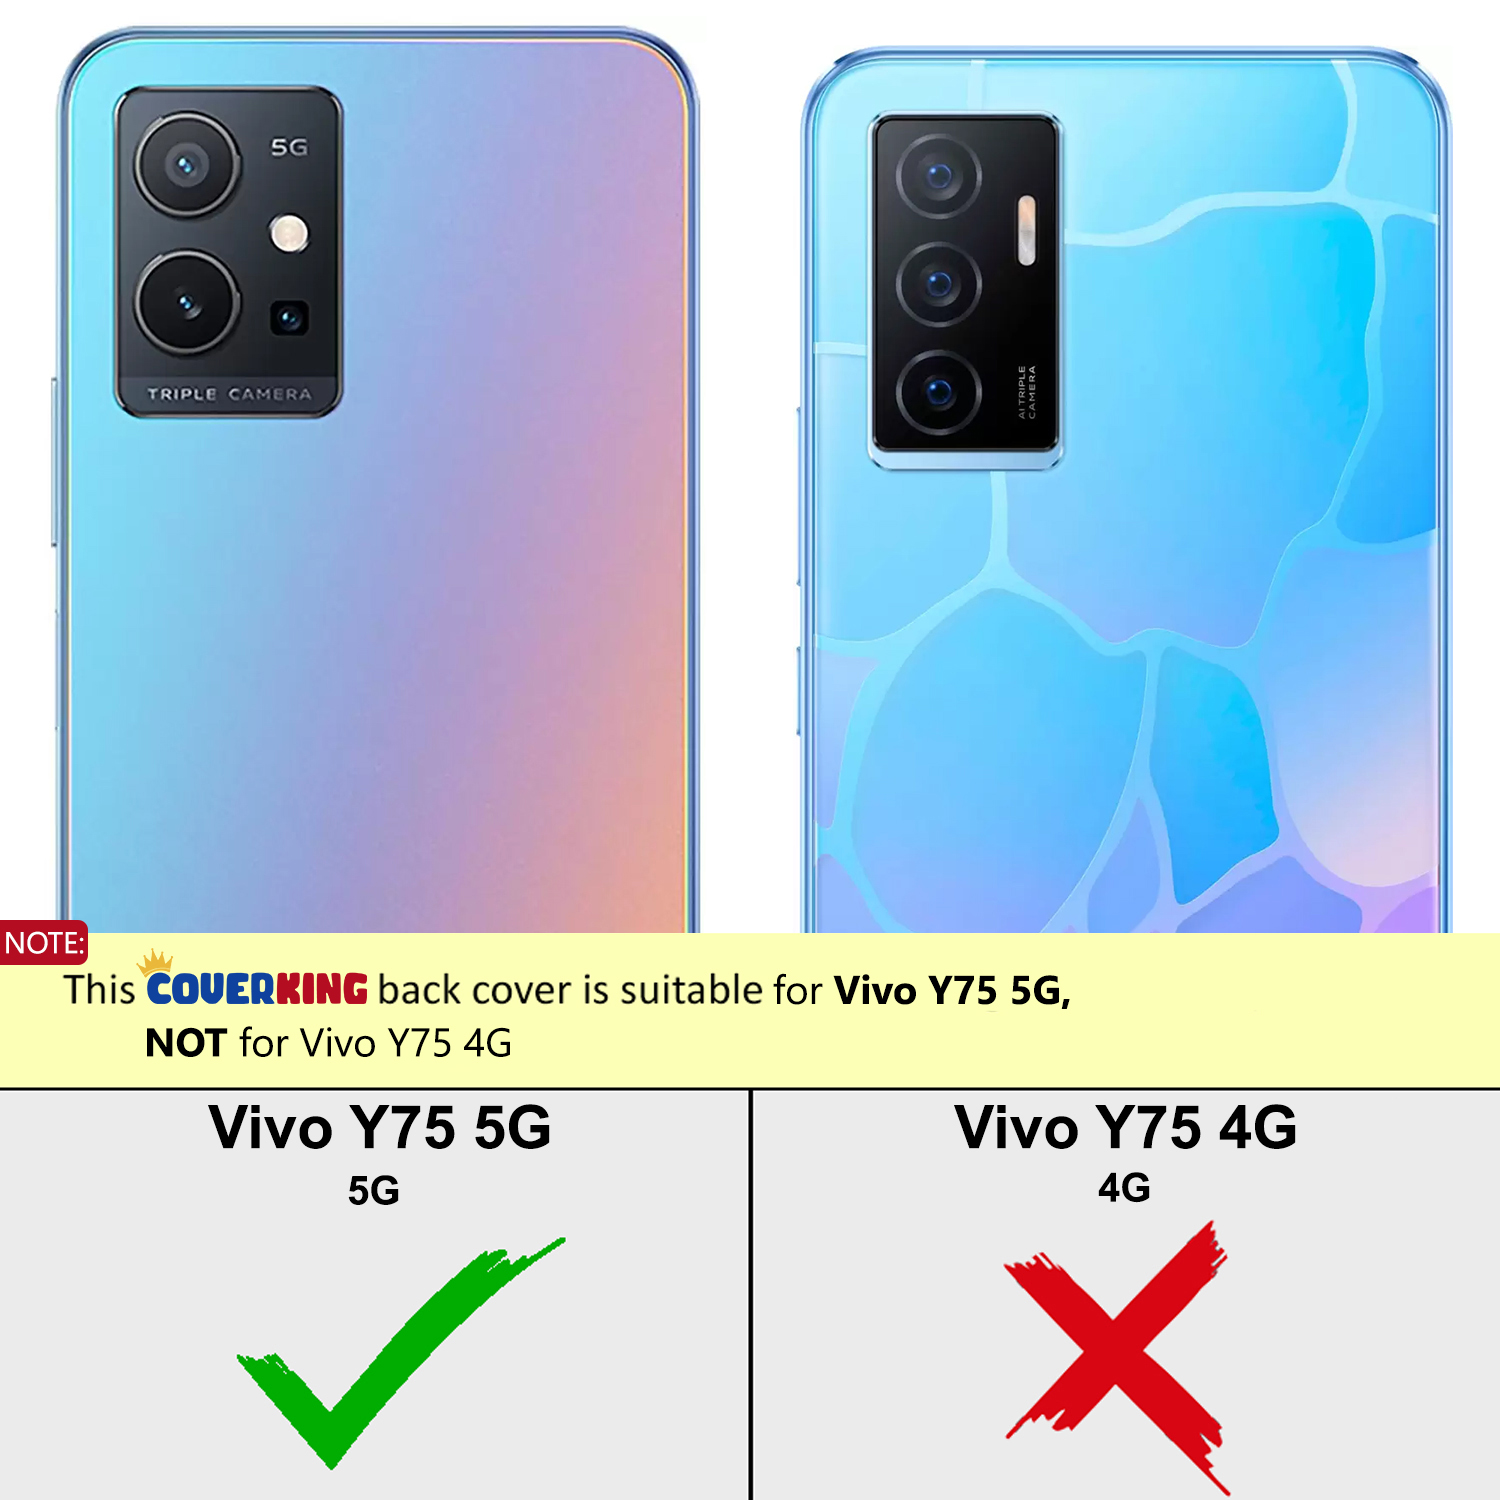 5G
TRIPLE CAMERA
AI TRIPLE
CAMERA
NOTE:
This COVERKING back cover is suitable for Vivo Y75 5G,
NOT for Vivo Y75 4G
Vivo Y75 5G
5G
Vivo Y75 4G
4G